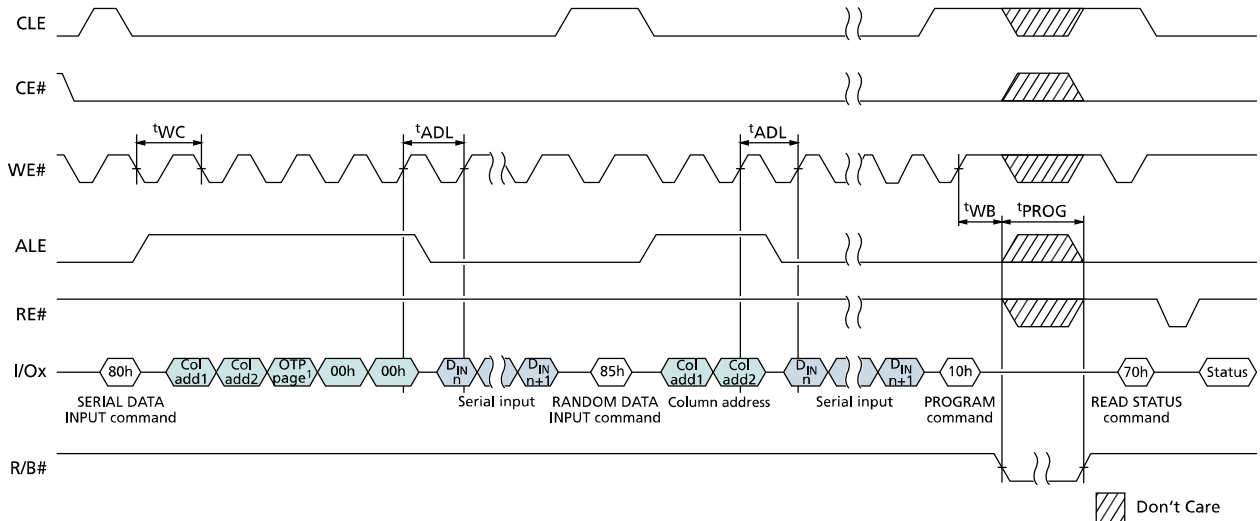 CLE
CE#
tWC
tADL
tADL
WE#
tWB
tPROG
ALE
RE#
I/Ox
80h
Col add1
Col add2
OTP page1
00h
00h
DIN n
DIN n+1
85h
Col add1
Col add2
DIN n
DIN n+1
10h
70h
Status
SERIAL DATA
INPUT command
Serial input
RANDOM DATA
INPUT command
Column address
Serial input
PROGRAM
command
READ STATUS
command
R/B#
Don't Care